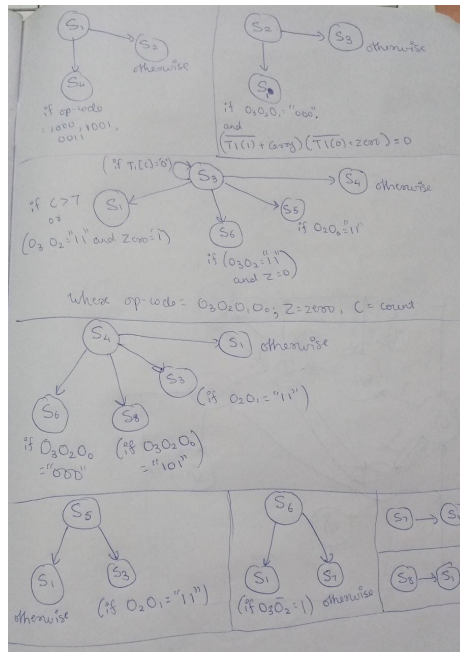 S1
S2
otherwise
S4
if op-code
=1000, 1001,
0011
S2
S3
otherwise
if O3O2O1="000",
and
(T̅1̅(̅1̅)̅ + carry) (T̅1̅(̅0̅)̅ + zero) = 0
(if T1(C)='0')
S3
S4 otherwise
if C>7
or
S1
(O3 O2="11" and Zero=1)
S5
if O2O0=11
S6
if (O3O2="11"
and Z=0)
Where op-code = O3O2O1O0; Z=zero, C=count
S4
S1 otherwise
S3
(if O2O1="11")
S6
S8
if O3O2O0
="000"
(if O3O2O0
="101"
S5
S1
S3
otherwise
(if O2O1="11")
S6
S1
S7
(if O3O̅2=1)
otherwise
S7
S8
S1